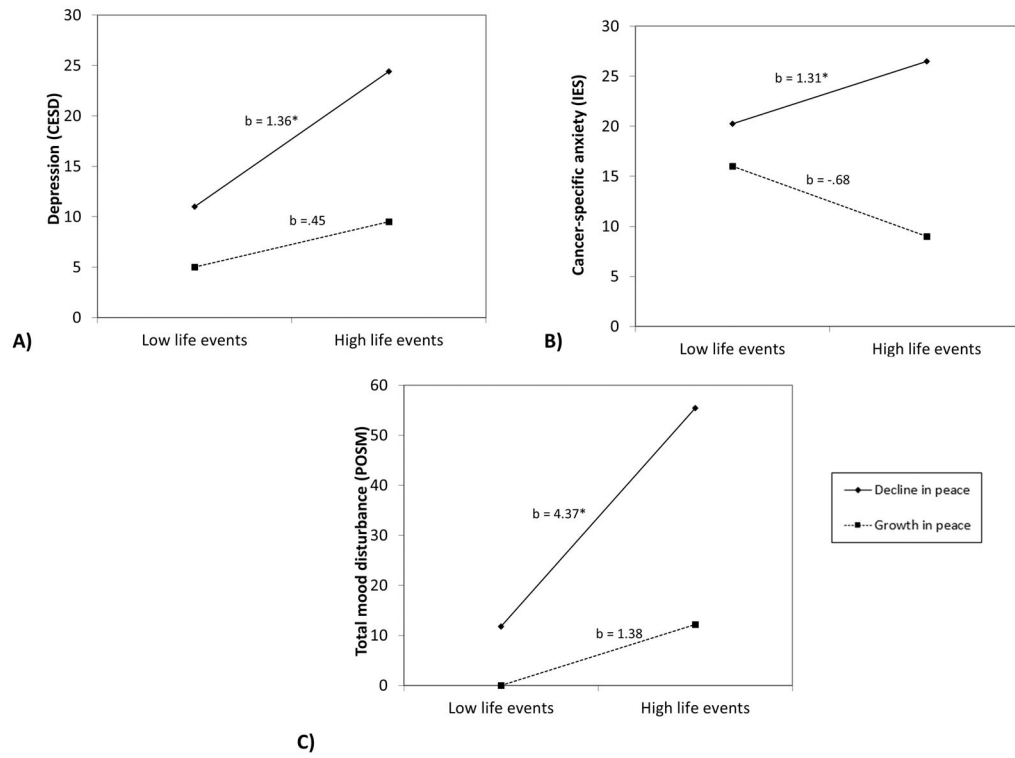 30
25
20
15
10
5
0
Depression (CESD)
b = 1.36*
b =.45
Low life events
High life events
A)
30
25
20
15
10
5
0
Cancer-specific anxiety (IES)
b = 1.31*
b = -.68
Low life events
High life events
B)
60
50
40
30
20
10
0
Total mood disturbance (POSM)
b = 4.37*
b = 1.38
Low life events
High life events
C)
Decline in peace
Growth in peace